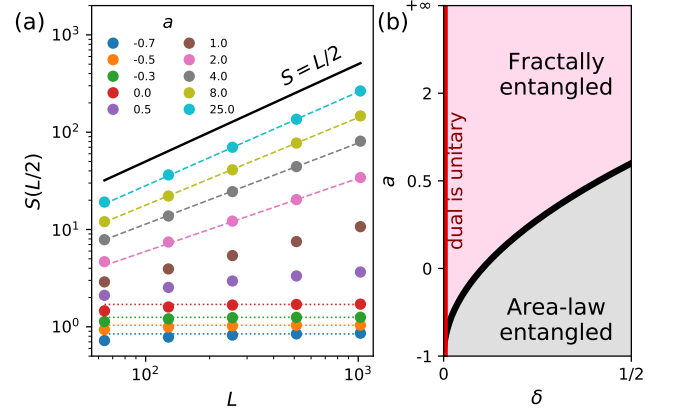 (a)
10³
10²
10¹
10⁰
S(L/2)
a
-0.7
-0.5
-0.3
0.0
0.5
1.0
2.0
4.0
8.0
25.0
S = L/2
10²
10³
L
(b)
+∞
2
0.5
0
-1
a
dual is unitary
Fractally
entangled
Area-law
entangled
0
1/2
δ